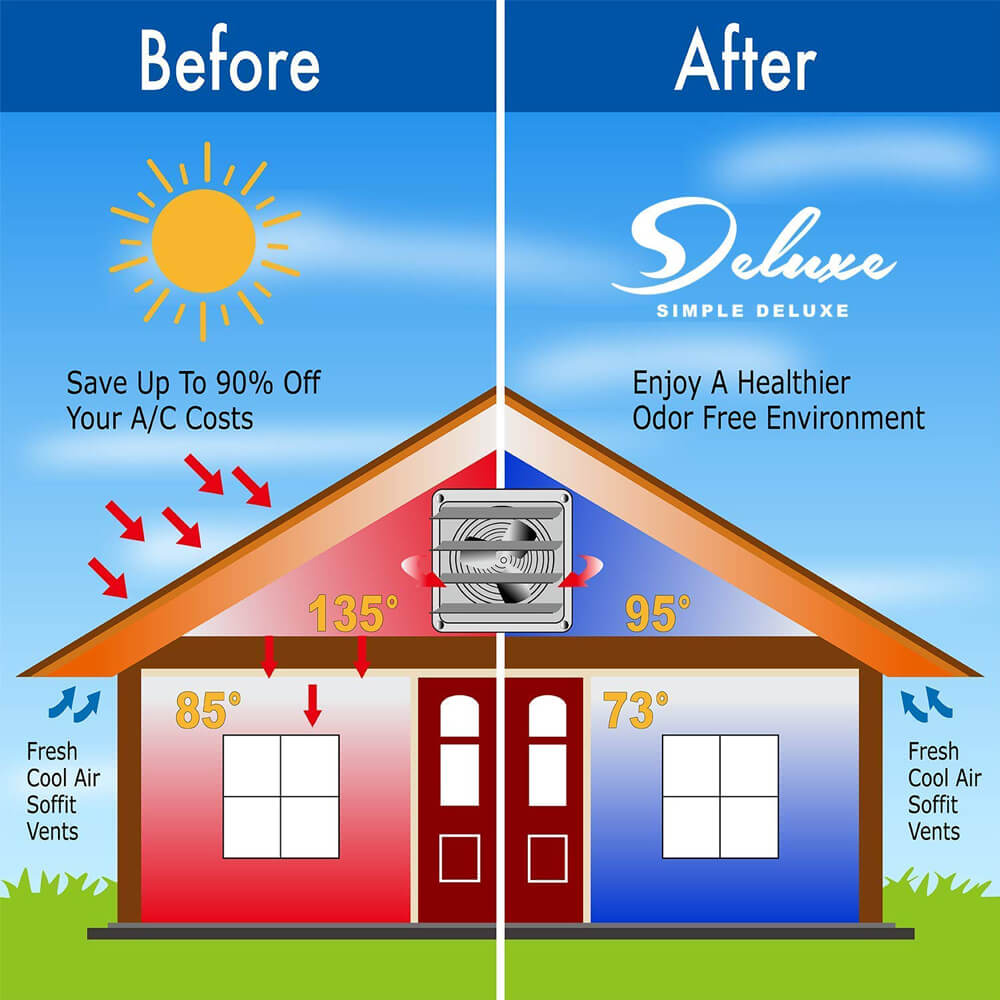 Before
After
Deluxe
SIMPLE DELUXE
Save Up To 90% Off
Your A/C Costs
Enjoy A Healthier
Odor Free Environment
135°
95°
85°
73°
Fresh
Cool Air
Soffit
Vents
Fresh
Cool Air
Soffit
Vents